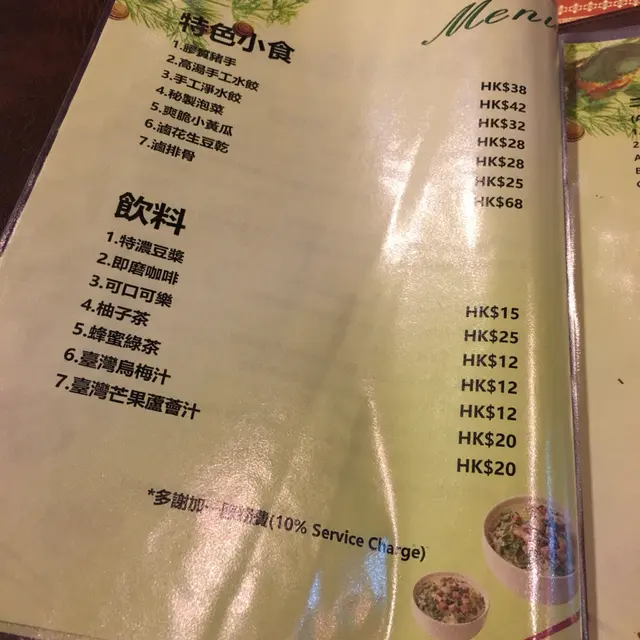 Menu
特色小食
1.膠質豬手 HK$38
2.高湯手工水餃 HK$42
3.手工淨水餃 HK$32
4.秘製泡菜 HK$28
5.爽脆小黃瓜 HK$28
6.滷花生豆乾 HK$25
7.滷排骨 HK$68
飲料
1.特濃豆漿 HK$15
2.即磨咖啡 HK$25
3.可口可樂 HK$12
4.柚子茶 HK$12
5.蜂蜜綠茶 HK$12
6.臺灣烏梅汁 HK$20
7.臺灣芒果蘆薈汁 HK$20
*多謝加一服務費(10% Service Charge)